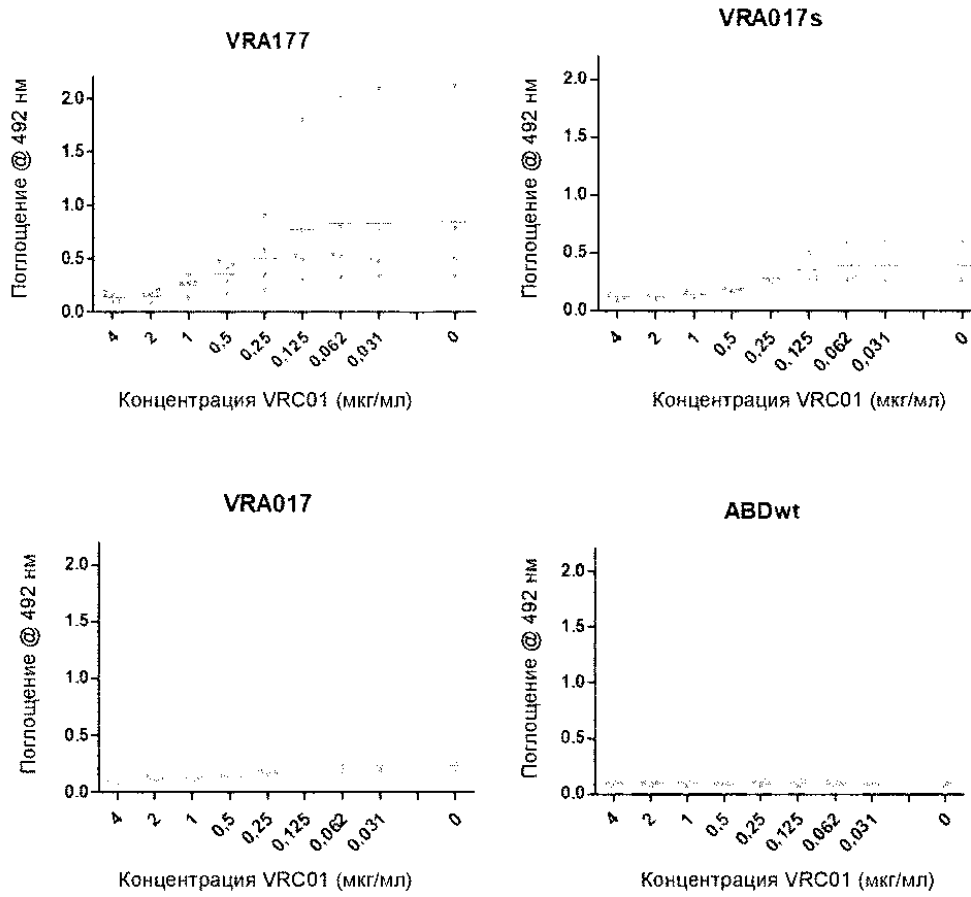 VRA177
Поглощение @ 492 нм
2.0
1.5
1.0
0.5
0.0
4 2 1 0,5 0,25 0,125 0,062 0,031 0
Концентрация VRC01 (мкг/мл)
VRA017s
Поглощение @ 492 нм
2.0
1.5
1.0
0.5
0.0
4 2 1 0,5 0,25 0,125 0,062 0,031 0
Концентрация VRC01 (мкг/мл)
VRA017
Поглощение @ 492 нм
2.0
1.5
1.0
0.5
0.0
4 2 1 0,5 0,25 0,125 0,062 0,031 0
Концентрация VRC01 (мкг/мл)
ABDwt
Поглощение @ 492 нм
2.0
1.5
1.0
0.5
0.0
4 2 1 0,5 0,25 0,125 0,062 0,031 0
Концентрация VRC01 (мкг/мл)